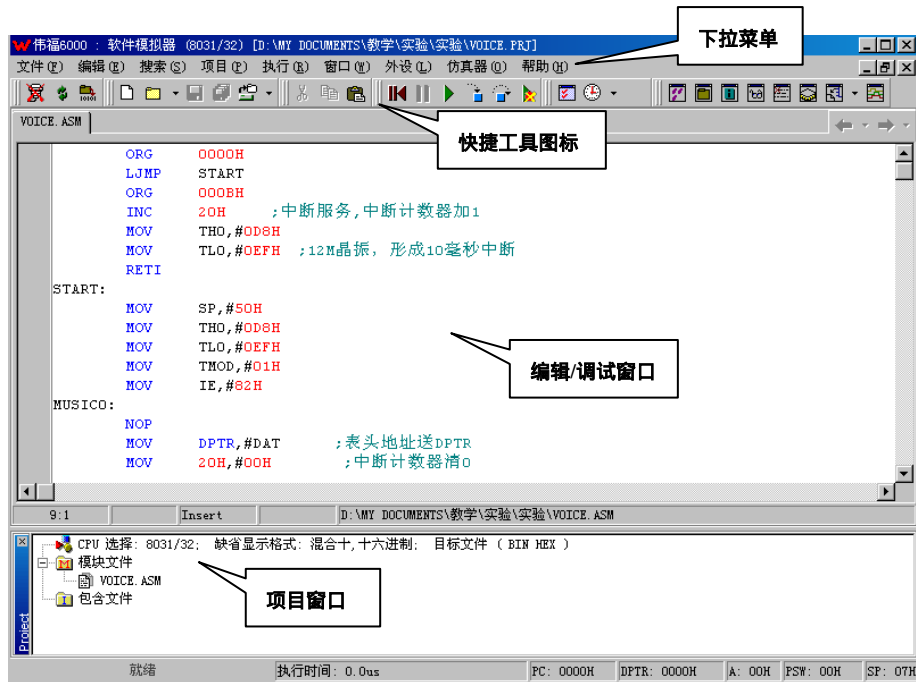 下拉菜单
伟福6000 : 软件模拟器 (8031/32) [D:\MY DOCUMENTS\教学\实验\实验\VOICE.PRJ]
文件(F) 编辑(E) 搜索(S) 项目(P) 执行(R) 窗口(W) 外设(L) 仿真器(O) 帮助(H)
快捷工具图标
VOICE.ASM
ORG 0000H
LJMP START
ORG 000BH
INC 20H ;中断服务,中断计数器加1
MOV TH0,#0D8H
MOV TL0,#0EFH ;12M晶振, 形成10毫秒中断
RETI
START:
MOV SP,#50H
MOV TH0,#0D8H
MOV TL0,#0EFH
MOV TMOD,#01H
MOV IE,#82H
编辑/调试窗口
MUSIC0:
NOP
MOV DPTR,#DAT ;表头地址送DPTR
MOV 20H,#00H ;中断计数器清0
9:1 Insert D:\MY DOCUMENTS\教学\实验\实验\VOICE.ASM
CPU 选择: 8031/32; 缺省显示格式: 混合十,十六进制; 目标文件 ( BIN HEX )
模块文件
VOICE.ASM
包含文件
项目窗口
Project
就绪 执行时间: 0.0us PC: 0000H DPTR: 0000H A: 00H PSW: 00H SP: 07H